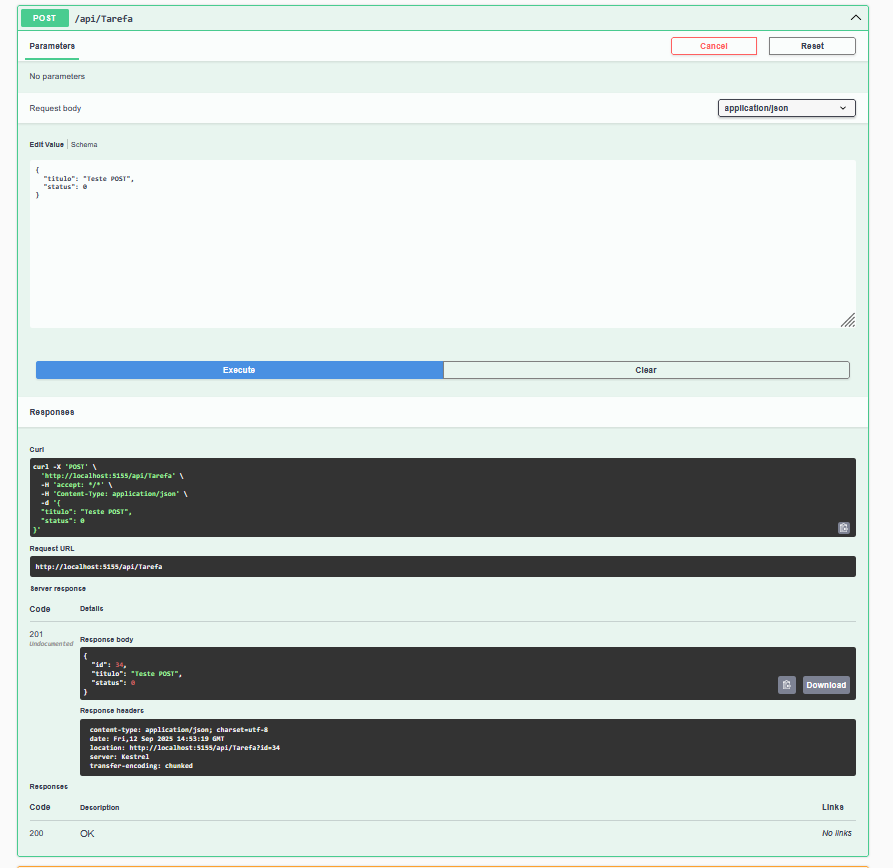 POST /api/Tarefa
Parameters Cancel Reset
No parameters
Request body application/json
Edit Value Schema
{
  "titulo": "Teste POST",
  "status": 0
}
Execute Clear
Responses
Curl
curl -X 'POST' \
  'http://localhost:5155/api/Tarefa' \
  -H 'accept: */*' \
  -H 'Content-Type: application/json' \
  -d '{
  "titulo": "Teste POST",
  "status": 0
}'
Request URL
http://localhost:5155/api/Tarefa
Server response
Code Details
201 Response body
Undocumented
{
  "id": 34,
  "titulo": "Teste POST",
  "status": 0
}
Download
Response headers
content-type: application/json; charset=utf-8
date: Fri,12 Sep 2025 14:53:19 GMT
location: http://localhost:5155/api/Tarefa?id=34
server: Kestrel
transfer-encoding: chunked
Responses
Code Description Links
200 OK No links